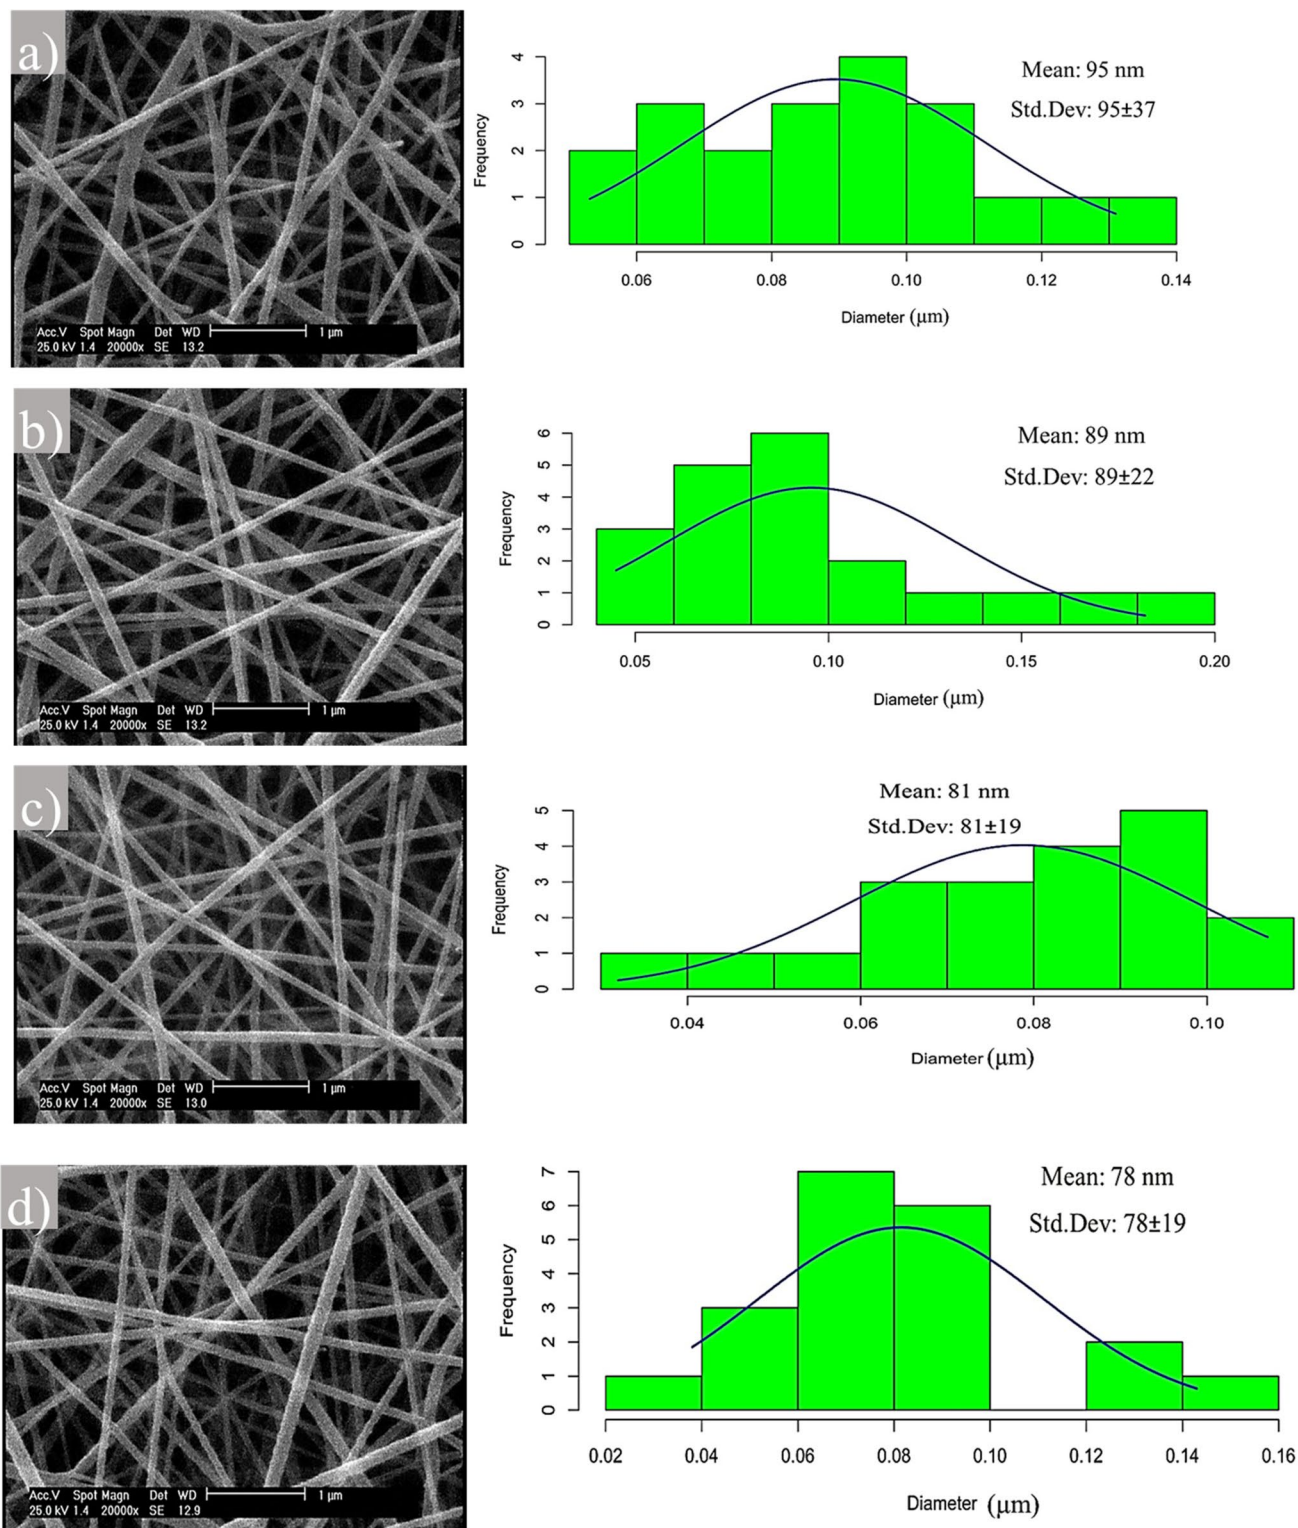 a)
Acc.V Spot Magn Det WD 1 μm
25.0 kV 1.4 20000x SE 13.2
Mean: 95 nm
Std.Dev: 95±37
Frequency
4
3
2
1
0
0.06 0.08 0.10 0.12 0.14
Diameter (μm)
b)
Acc.V Spot Magn Det WD 1 μm
25.0 kV 1.4 20000x SE 13.2
Mean: 89 nm
Std.Dev: 89±22
Frequency
6
5
4
3
2
1
0
0.05 0.10 0.15 0.20
Diameter (μm)
c)
Acc.V Spot Magn Det WD 1 μm
25.0 kV 1.4 20000x SE 13.0
Mean: 81 nm
Std.Dev: 81±19
Frequency
5
4
3
2
1
0
0.04 0.06 0.08 0.10
Diameter (μm)
d)
Acc.V Spot Magn Det WD 1 μm
25.0 kV 1.4 20000x SE 12.9
Mean: 78 nm
Std.Dev: 78±19
Frequency
7
6
5
4
3
2
1
0
0.02 0.04 0.06 0.08 0.10 0.12 0.14 0.16
Diameter (μm)